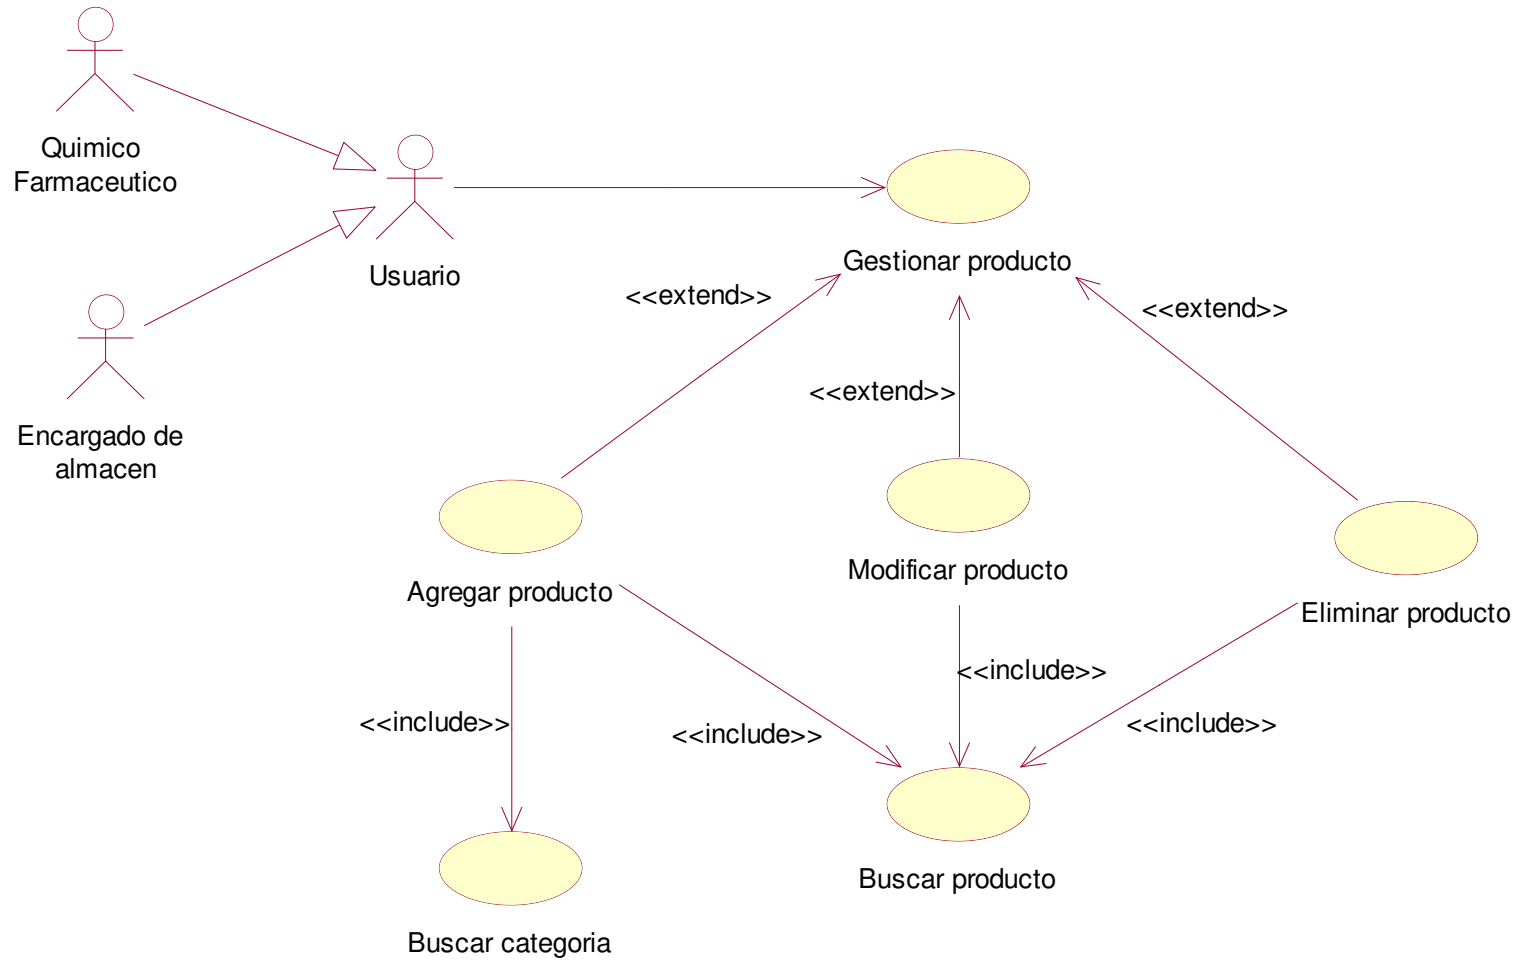 Quimico
Farmaceutico
Usuario
Gestionar producto
<<extend>>
<<extend>>
<<extend>>
Encargado de
almacen
Agregar producto
Modificar producto
Eliminar producto
<<include>>
<<include>>
<<include>>
<<include>>
Buscar categoria
Buscar producto